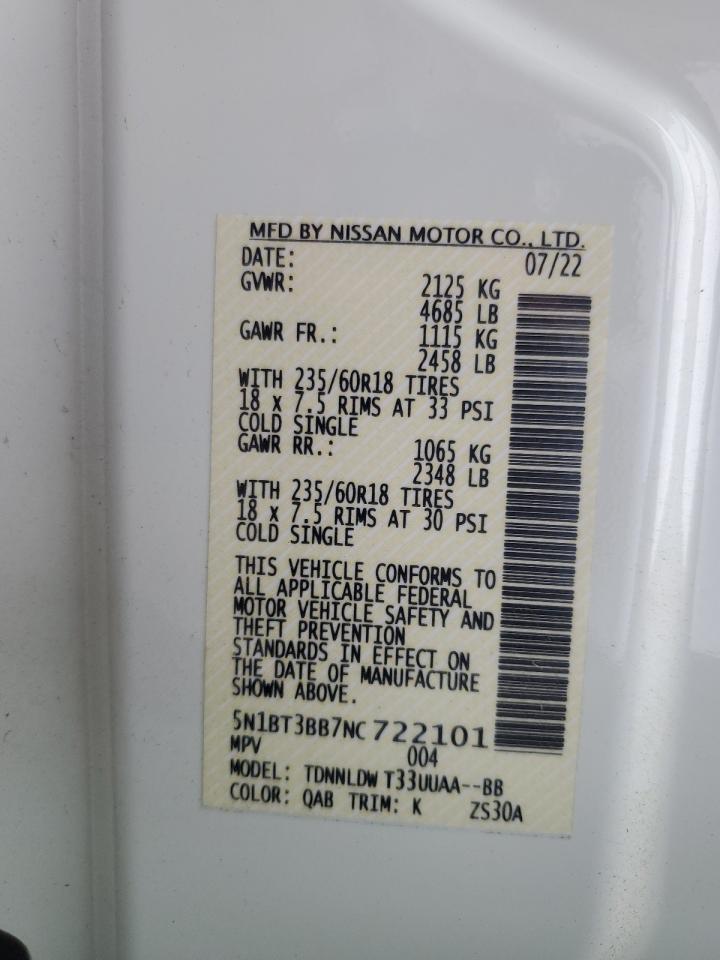 MFD BY NISSAN MOTOR CO., LTD.
DATE: 07/22
GVWR: 2125 KG
4685 LB
GAWR FR.: 1115 KG
2458 LB
WITH 235/60R18 TIRES
18 x 7.5 RIMS AT 33 PSI
COLD SINGLE
GAWR RR.: 1065 KG
2348 LB
WITH 235/60R18 TIRES
18 x 7.5 RIMS AT 30 PSI
COLD SINGLE
THIS VEHICLE CONFORMS TO
ALL APPLICABLE FEDERAL
MOTOR VEHICLE SAFETY AND
THEFT PREVENTION
STANDARDS IN EFFECT ON
THE DATE OF MANUFACTURE
SHOWN ABOVE.
5N1BT3BB7NC722101
MPV 004
MODEL: TDNNLDW T33UUAA--BB
COLOR: QAB TRIM: K ZS30A